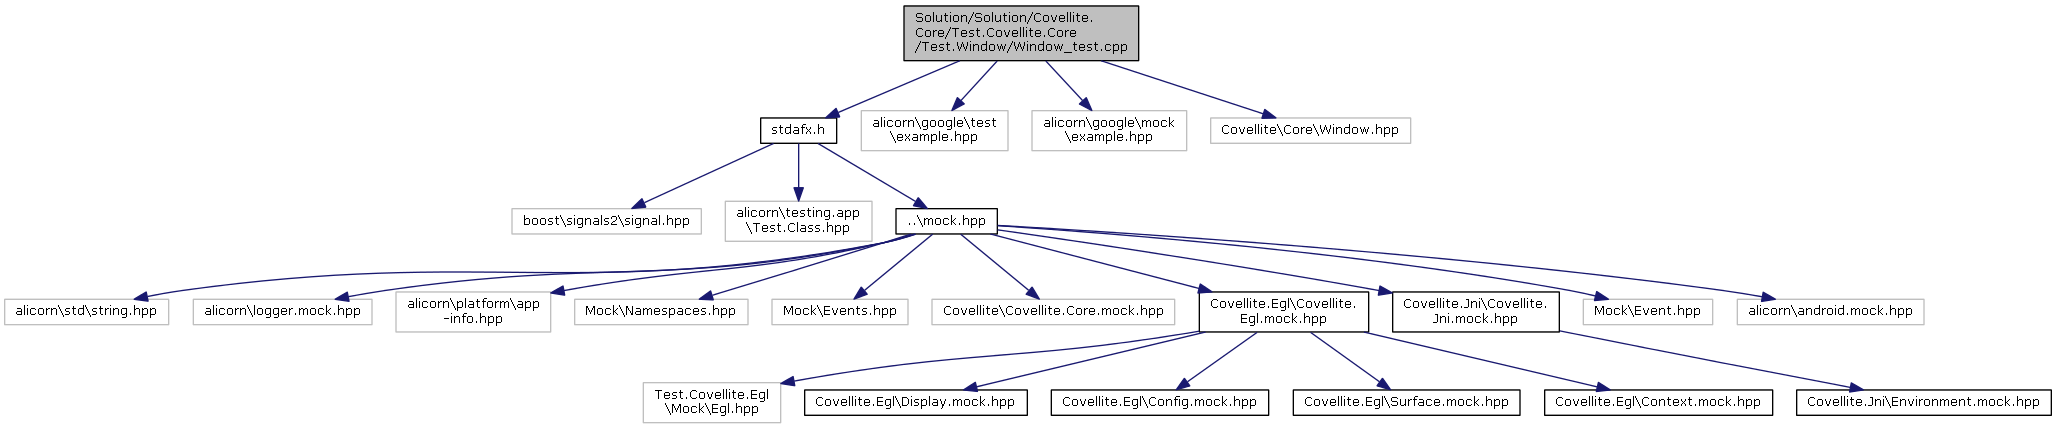 Solution/Solution/Covellite.
Core/Test.Covellite.Core
/Test.Window/Window_test.cpp
stdafx.h
alicorn\google\test
\example.hpp
alicorn\google\mock
\example.hpp
Covellite\Core\Window.hpp
boost\signals2\signal.hpp
alicorn\testing.app
\Test.Class.hpp
..\mock.hpp
alicorn\std\string.hpp
alicorn\logger.mock.hpp
alicorn\platform\app
-info.hpp
Mock\Namespaces.hpp
Mock\Events.hpp
Covellite\Covellite.Core.mock.hpp
Covellite.Egl\Covellite.
Egl.mock.hpp
Covellite.Jni\Covellite.
Jni.mock.hpp
Mock\Event.hpp
alicorn\android.mock.hpp
Test.Covellite.Egl
\Mock\Egl.hpp
Covellite.Egl\Display.mock.hpp
Covellite.Egl\Config.mock.hpp
Covellite.Egl\Surface.mock.hpp
Covellite.Egl\Context.mock.hpp
Covellite.Jni\Environment.mock.hpp